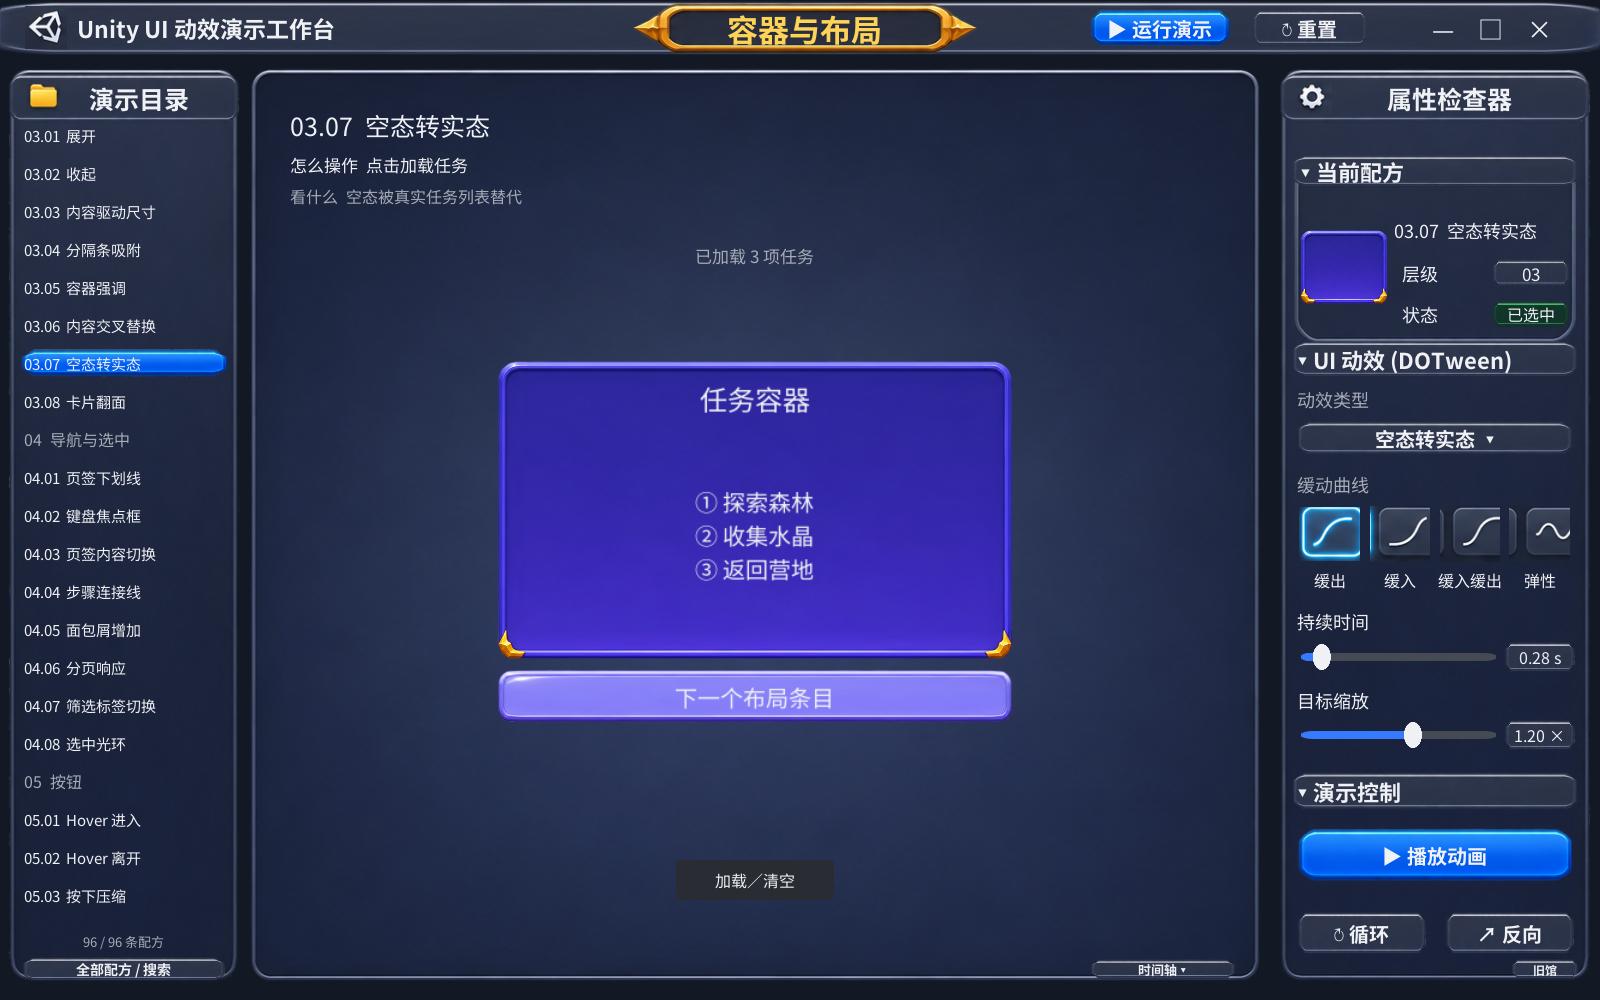 Unity UI 动效演示工作台
容器与布局
▶ 运行演示
重置
演示目录
03.01 展开
03.02 收起
03.03 内容驱动尺寸
03.04 分隔条吸附
03.05 容器强调
03.06 内容交叉替换
03.07 空态转实态
03.08 卡片翻面
04 导航与选中
04.01 页签下划线
04.02 键盘焦点框
04.03 页签内容切换
04.04 步骤连接线
04.05 面包屑增加
04.06 分页响应
04.07 筛选标签切换
04.08 选中光环
05 按钮
05.01 Hover 进入
05.02 Hover 离开
05.03 按下压缩
96 / 96 条配方
全部配方 / 搜索
03.07 空态转实态
怎么操作 点击加载任务
看什么 空态被真实任务列表替代
已加载 3 项任务
任务容器
① 探索森林
② 收集水晶
③ 返回营地
下一个布局条目
加载／清空
时间轴 ▾
属性检查器
▾ 当前配方
03.07 空态转实态
层级 03
状态 已选中
▾ UI 动效 (DOTween)
动效类型
空态转实态 ▾
缓动曲线
缓出 缓入 缓入缓出 弹性
持续时间
0.28 s
目标缩放
1.20 ×
▾ 演示控制
▶ 播放动画
循环
↗ 反向
旧馆